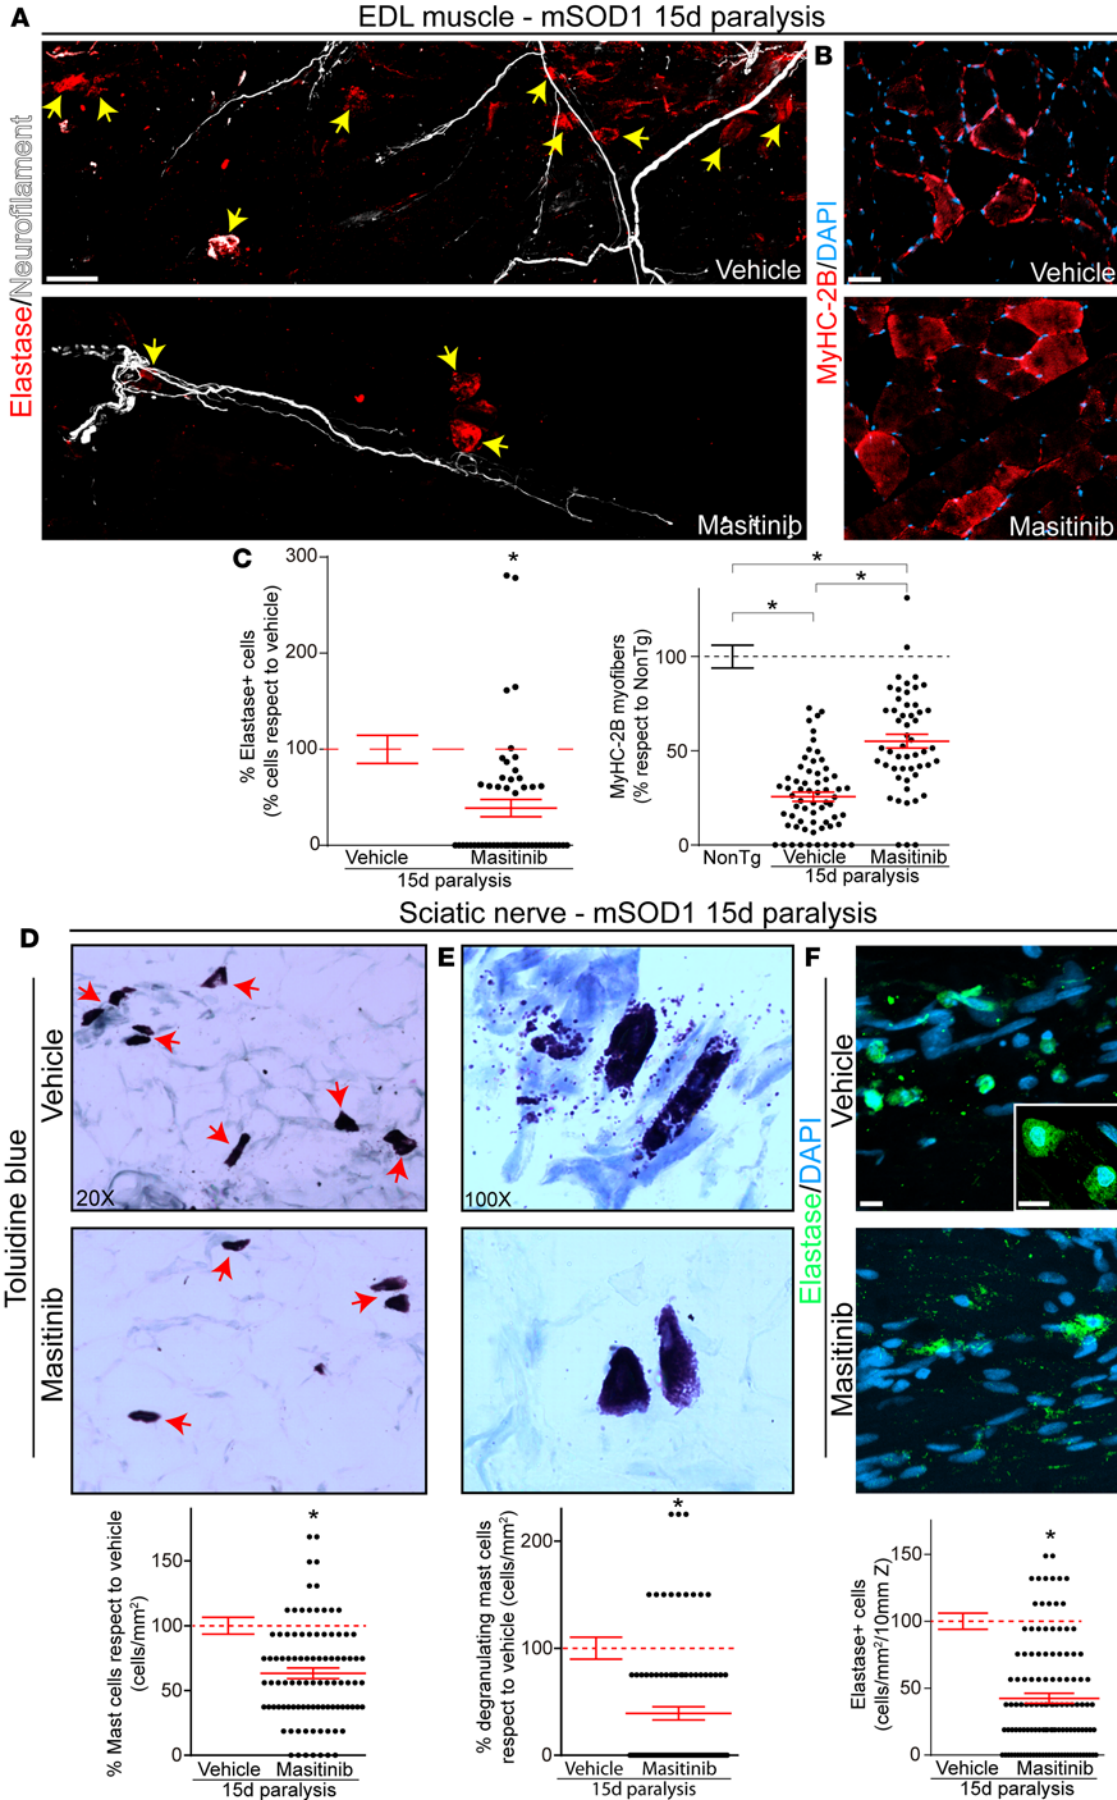 A
EDL muscle - mSOD1 15d paralysis
Elastase/Neurofilament
Vehicle
Masitinib
B
MyHC-2B/DAPI
Vehicle
Masitinib
C
% Elastase+ cells
(% cells respect to vehicle)
300
200
100
0
*
Vehicle
Masitinib
15d paralysis
MyHC-2B myofibers
(% respect to NonTg)
100
50
0
*
*
*
NonTg
Vehicle
Masitinib
15d paralysis
Sciatic nerve - mSOD1 15d paralysis
D
Toluidine blue
Vehicle
Masitinib
20X
E
100X
F
Elastase/DAPI
Vehicle
Masitinib
% Mast cells respect to vehicle
(cells/mm²)
150
100
50
0
*
Vehicle
Masitinib
15d paralysis
% degranulating mast cells
respect to vehicle (cells/mm²)
200
100
0
*
Vehicle
Masitinib
15d paralysis
Elastase+ cells
(cells/mm²/10mm Z)
150
100
50
0
*
Vehicle
Masitinib
15d paralysis